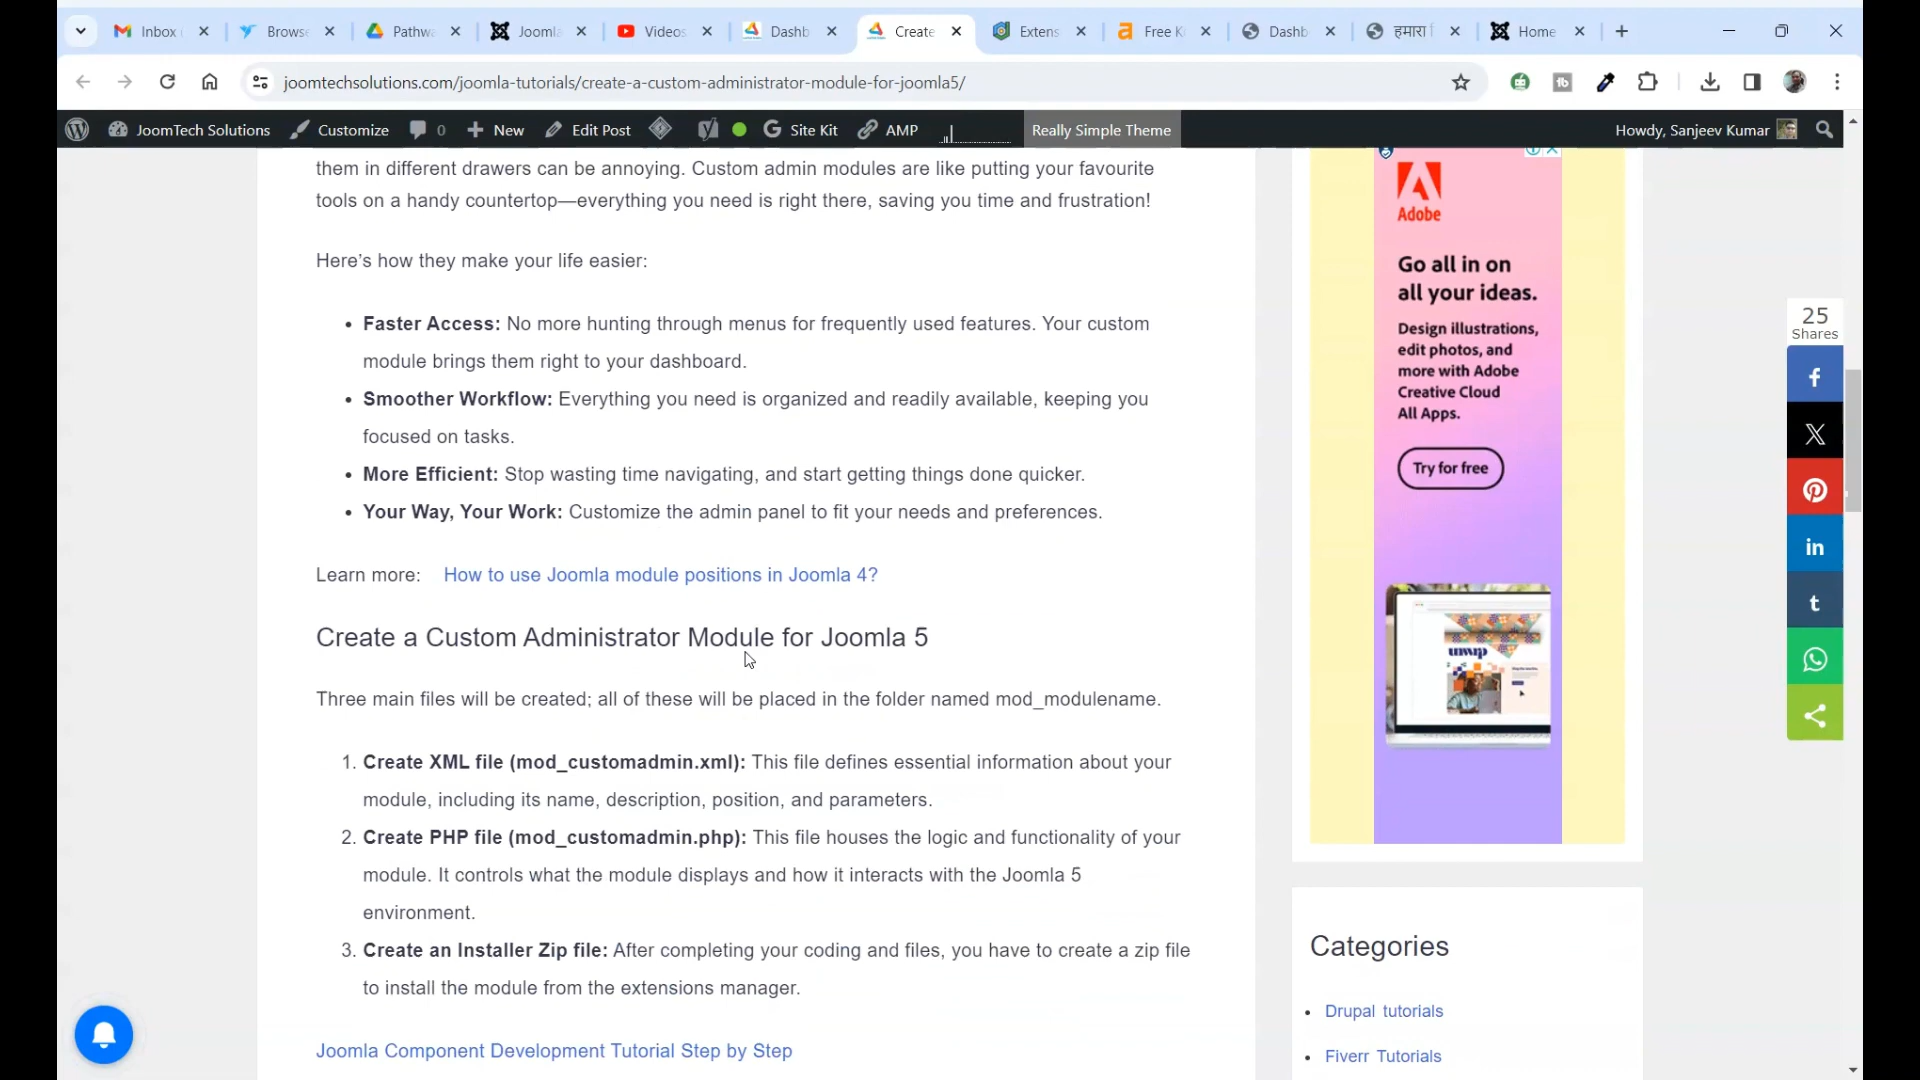 Inbox
Brows
Pathw
Joomla
Videos
Dashb
Create
Extens
Free Ki
Dashb
हमारा
Home
joomtechsolutions.com/joomla-tutorials/create-a-custom-administrator-module-for-joomla5/
JoomTech Solutions
Customize
0
New
Edit Post
Site Kit
AMP
Really Simple Theme
Howdy, Sanjeev Kumar
them in different drawers can be annoying. Custom admin modules are like putting your favourite
tools on a handy countertop—everything you need is right there, saving you time and frustration!
Here’s how they make your life easier:
• Faster Access: No more hunting through menus for frequently used features. Your custom
module brings them right to your dashboard.
• Smoother Workflow: Everything you need is organized and readily available, keeping you
focused on tasks.
• More Efficient: Stop wasting time navigating, and start getting things done quicker.
• Your Way, Your Work: Customize the admin panel to fit your needs and preferences.
Learn more: How to use Joomla module positions in Joomla 4?
Create a Custom Administrator Module for Joomla 5
Three main files will be created; all of these will be placed in the folder named mod_modulename.
1. Create XML file (mod_customadmin.xml): This file defines essential information about your
module, including its name, description, position, and parameters.
2. Create PHP file (mod_customadmin.php): This file houses the logic and functionality of your
module. It controls what the module displays and how it interacts with the Joomla 5
environment.
3. Create an Installer Zip file: After completing your coding and files, you have to create a zip file
to install the module from the extensions manager.
Joomla Component Development Tutorial Step by Step
Adobe
Go all in on
all your ideas.
Design illustrations,
edit photos, and
more with Adobe
Creative Cloud
All Apps.
Try for free
25
Shares
Categories
• Drupal tutorials
• Fiverr Tutorials